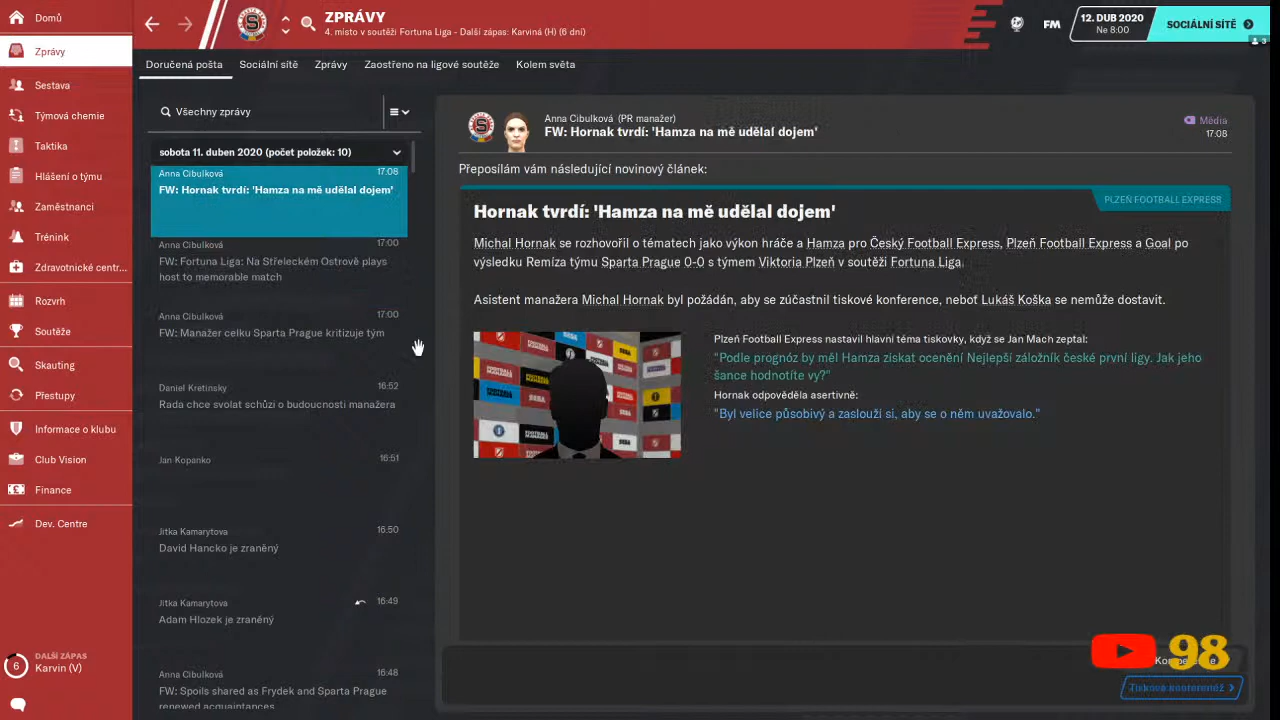 Domů
Zprávy
Sestava
Týmová chemie
Taktika
Hlášení o týmu
Zaměstnanci
Trénink
Zdravotnické centr...
Rozvrh
Soutěže
Skauting
Přestupy
Informace o klubu
Club Vision
Finance
Dev. Centre
6
DALŠÍ ZÁPAS
Karvin (V)
ZPRÁVY
4. místo v soutěži Fortuna Liga - Další zápas: Karviná (H) (6 dni)
FM
12. DUB 2020
Ne 8:00
SOCIÁLNÍ SÍTĚ
3
Doručená pošta
Sociální sítě
Zprávy
Zaostřeno na ligové soutěže
Kolem světa
Všechny zprávy
sobota 11. duben 2020 (počet položek: 10)
Anna Cibulková 17:08
FW: Hornak tvrdí: 'Hamza na mě udělal dojem'
Anna Cibulková 17:00
FW: Fortuna Liga: Na Střeleckém Ostrově plays
host to memorable match
Anna Cibulková 17:00
FW: Manažer celku Sparta Prague kritizuje tým
Daniel Kretinsky 16:52
Rada chce svolat schůzi o budoucnosti manažera
Jan Kopanko 16:51
Jitka Kamarytova 16:50
David Hancko je zraněný
Jitka Kamarytova 16:49
Adam Hlozek je zraněný
Anna Cibulková 16:48
FW: Spoils shared as Frydek and Sparta Prague
renewed acquaintances
Anna Cibulková (PR manažer)
FW: Hornak tvrdí: 'Hamza na mě udělal dojem'
Média
17:08
Přeposílám vám následující novinový článek:
PLZEŇ FOOTBALL EXPRESS
Hornak tvrdí: 'Hamza na mě udělal dojem'
Michal Hornak se rozhovořil o tématech jako výkon hráče a Hamza pro Český Football Express, Plzeň Football Express a Goal po
výsledku Remíza týmu Sparta Prague 0-0 s týmem Viktoria Plzeň v soutěži Fortuna Liga.
Asistent manažera Michal Hornak byl požádán, aby se zúčastnil tiskové konference, neboť Lukáš Koška se nemůže dostavit.
Plzeň Football Express nastavil hlavní téma tiskovky, když se Jan Mach zeptal:
"Podle prognóz by měl Hamza získat ocenění Nejlepší záložník české první ligy. Jak jeho
šance hodnotíte vy?"
Hornak odpověděla asertivně:
"Byl velice působivý a zaslouží si, aby se o něm uvažovalo."
98
Tisková konferenez